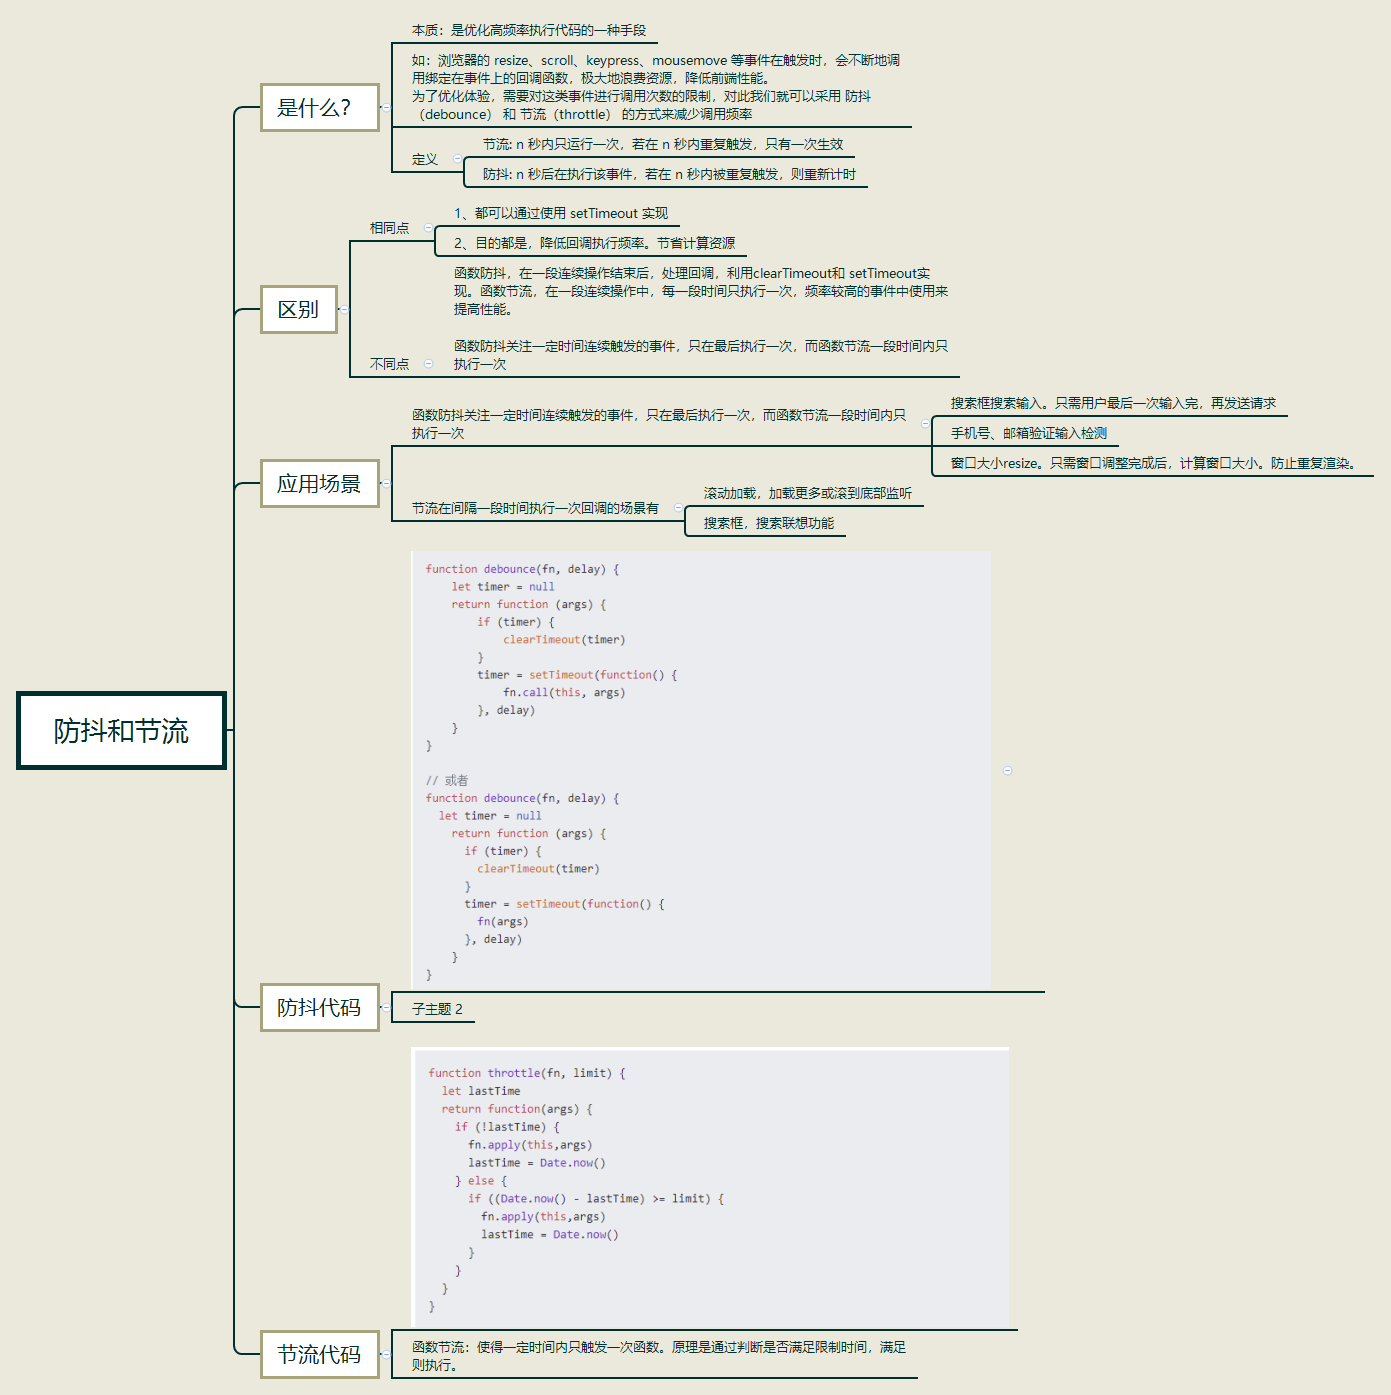 防抖和节流
是什么?
本质：是优化高频率执行代码的一种手段
如：浏览器的 resize、scroll、keypress、mousemove 等事件在触发时，会不断地调
用绑定在事件上的回调函数，极大地浪费资源，降低前端性能。
为了优化体验，需要对这类事件进行调用次数的限制，对此我们就可以采用 防抖
（debounce） 和 节流（throttle） 的方式来减少调用频率
定义
节流: n 秒内只运行一次，若在 n 秒内重复触发，只有一次生效
防抖: n 秒后在执行该事件，若在 n 秒内被重复触发，则重新计时
区别
相同点
1、都可以通过使用 setTimeout 实现
2、目的都是，降低回调执行频率。节省计算资源
不同点
函数防抖，在一段连续操作结束后，处理回调，利用clearTimeout和 setTimeout实
现。函数节流，在一段连续操作中，每一段时间只执行一次，频率较高的事件中使用来
提高性能。
函数防抖关注一定时间连续触发的事件，只在最后执行一次，而函数节流一段时间内只
执行一次
应用场景
函数防抖关注一定时间连续触发的事件，只在最后执行一次，而函数节流一段时间内只
执行一次
搜索框搜索输入。只需用户最后一次输入完，再发送请求
手机号、邮箱验证输入检测
窗口大小resize。只需窗口调整完成后，计算窗口大小。防止重复渲染。
节流在间隔一段时间执行一次回调的场景有
滚动加载，加载更多或滚到底部监听
搜索框，搜索联想功能
防抖代码
function debounce(fn, delay) {
    let timer = null
    return function (args) {
        if (timer) {
            clearTimeout(timer)
        }
        timer = setTimeout(function() {
            fn.call(this, args)
        }, delay)
    }
}
// 或者
function debounce(fn, delay) {
  let timer = null
    return function (args) {
      if (timer) {
        clearTimeout(timer)
      }
      timer = setTimeout(function() {
        fn(args)
      }, delay)
    }
}
子主题 2
节流代码
function throttle(fn, limit) {
  let lastTime
  return function(args) {
    if (!lastTime) {
      fn.apply(this,args)
      lastTime = Date.now()
    } else {
      if ((Date.now() - lastTime) >= limit) {
        fn.apply(this,args)
        lastTime = Date.now()
      }
    }
  }
}
函数节流：使得一定时间内只触发一次函数。原理是通过判断是否满足限制时间，满足
则执行。